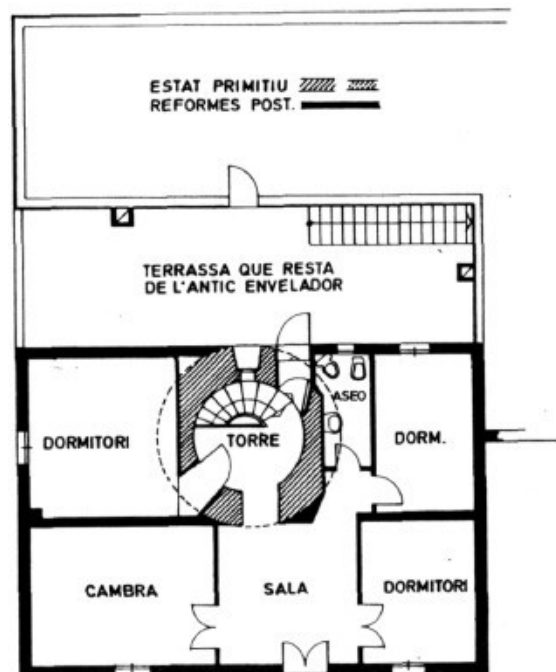 ESTAT PRIMITIU
REFORMES POST.
TERRASSA QUE RESTA
DE L'ANTIC ENVELADOR
ASEO
DORMITORI
TORRE
DORM.
CAMBRA
SALA
DORMITORI